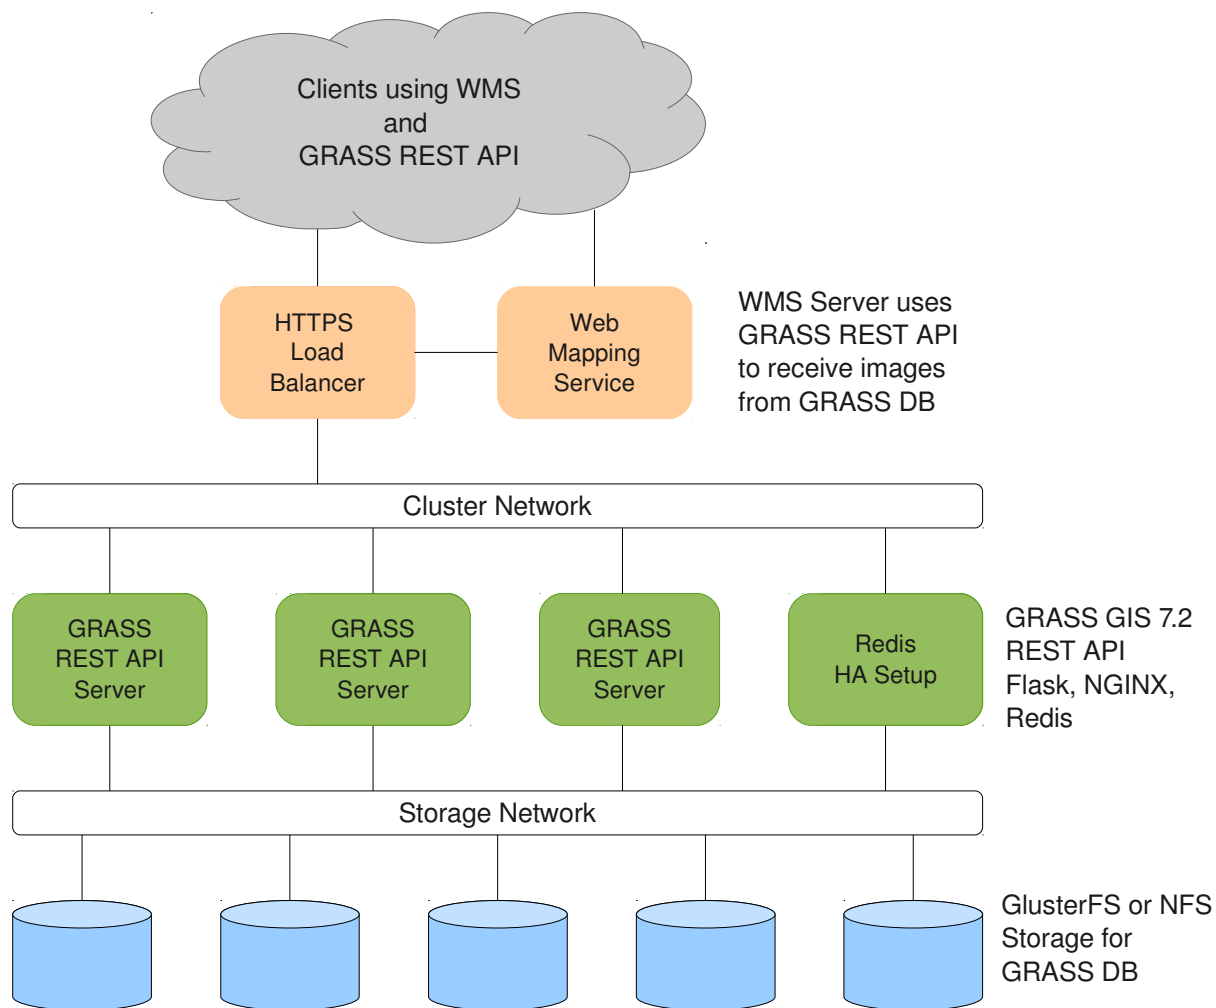 Clients using WMS
and
GRASS REST API
HTTPS
Load
Balancer
Web
Mapping
Service
WMS Server uses
GRASS REST API
to receive images
from GRASS DB
Cluster Network
GRASS
REST API
Server
GRASS
REST API
Server
GRASS
REST API
Server
Redis
HA Setup
GRASS GIS 7.2
REST API
Flask, NGINX,
Redis
Storage Network
GlusterFS or NFS
Storage for
GRASS DB